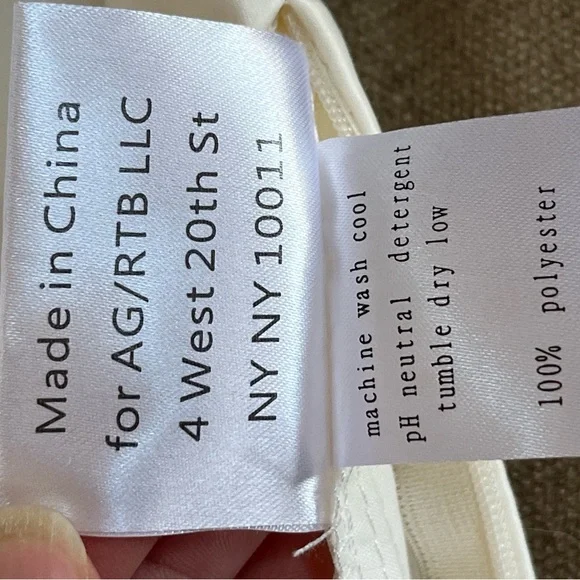 Made in China
for AG/RTB LLC
4 West 20th St
NY NY 10011
machine wash cool
pH neutral detergent
tumble dry low
100% polyester